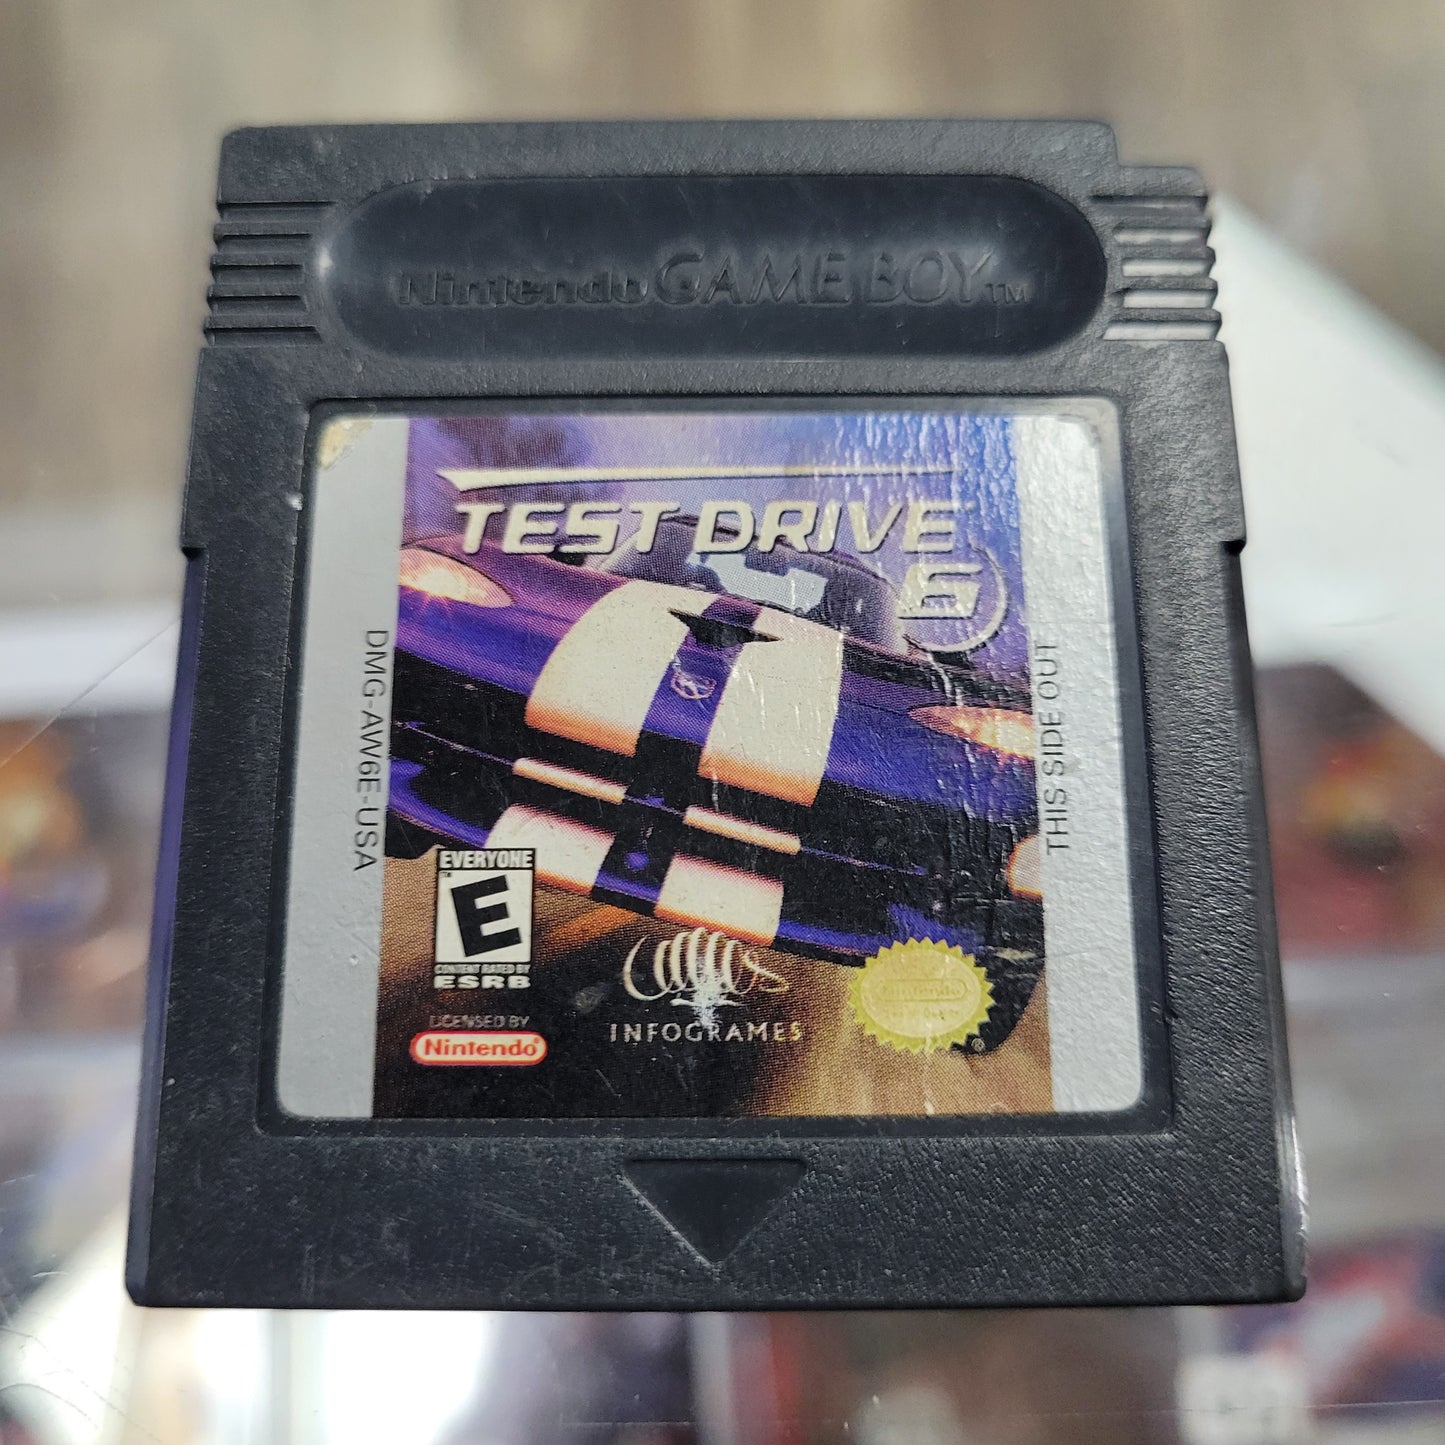 Nintendo GAME BOY™
TEST DRIVE
6
DMG-AW6E-USA
THIS SIDE OUT
EVERYONE
E
CONTENT RATED BY
ESRB
LICENSED BY
Nintendo®
INFOGRAMES
Nintendo
®